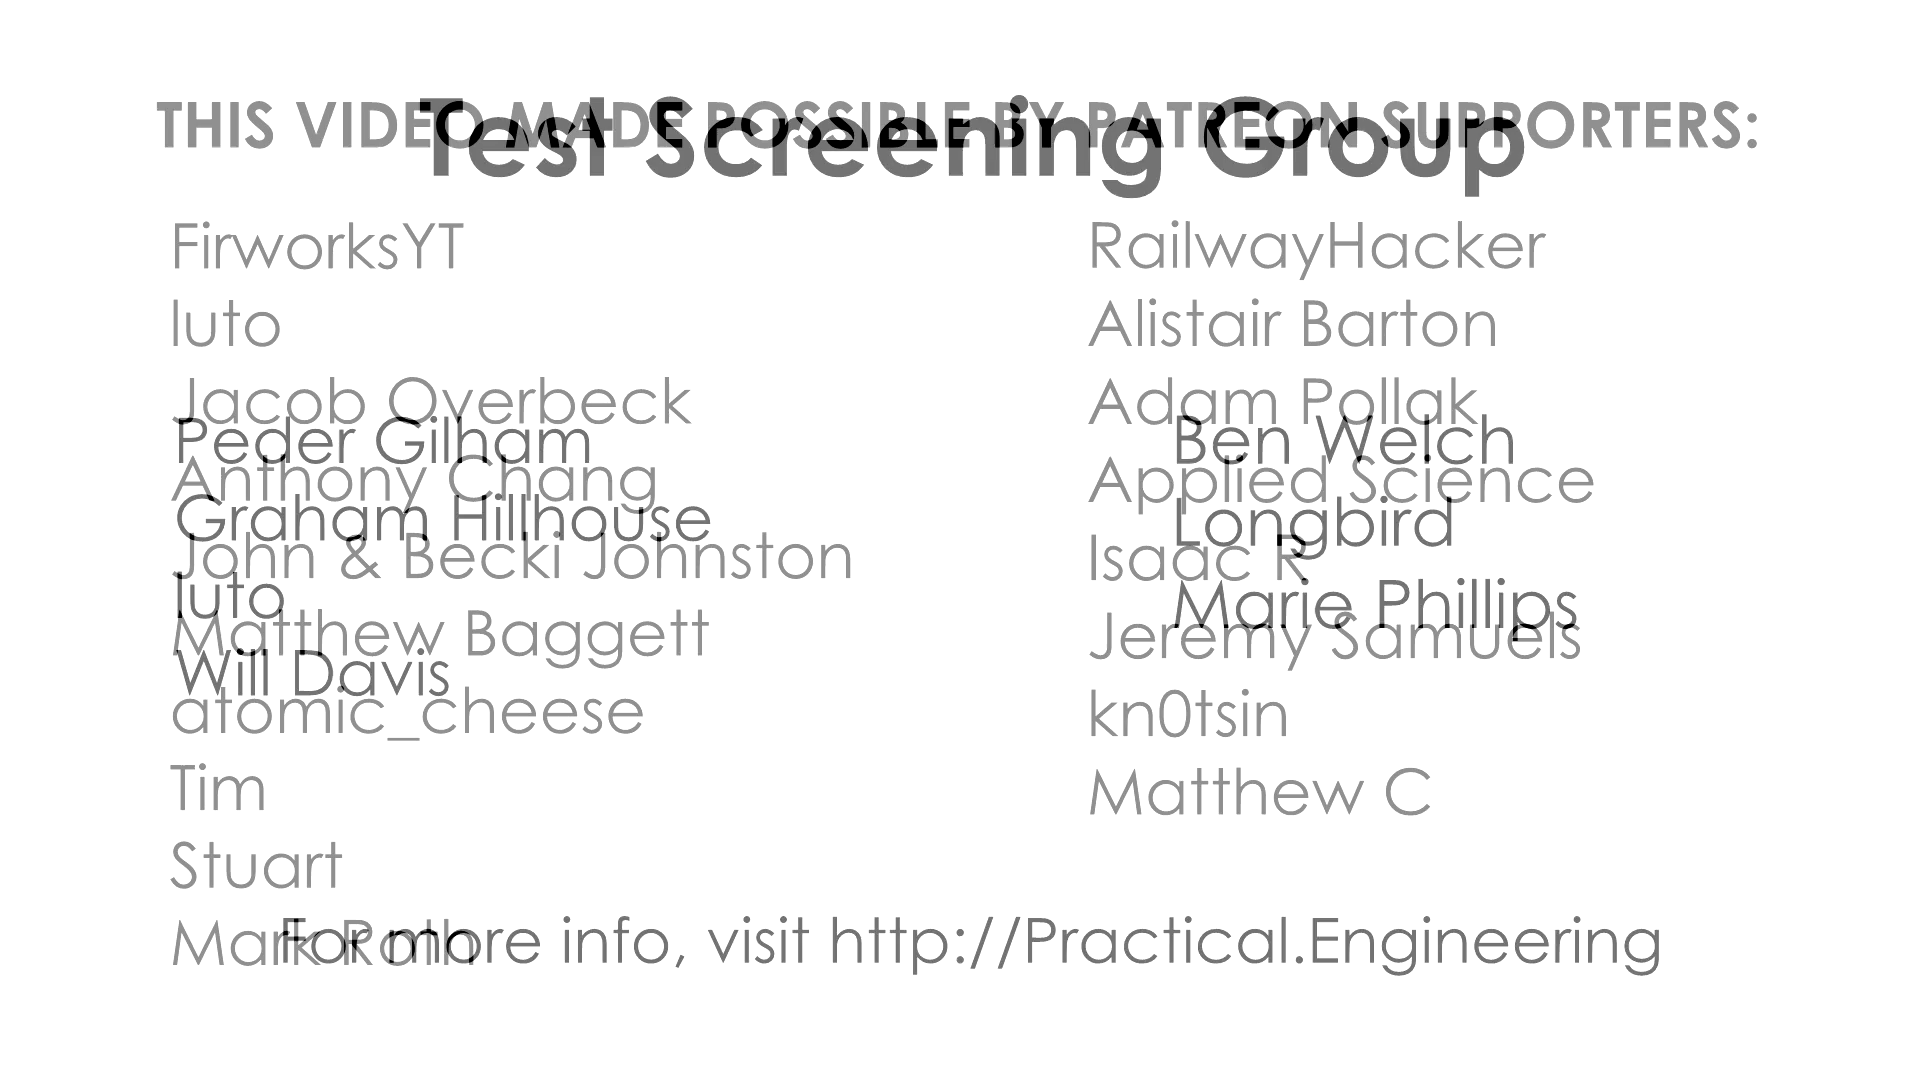 THIS VIDEO MADE POSSIBLE BY PATREON SUPPORTERS:
FirworksYT
luto
Jacob Overbeck
Anthony Chang
John & Becki Johnston
Matthew Baggett
atomic_cheese
Tim
Stuart
Mark Roth
RailwayHacker
Alistair Barton
Adam Pollak
Applied Science
Isaac R
Jeremy Samuels
kn0tsin
Matthew C
Test Screening Group
Peder Gilham
Graham Hillhouse
luto
Will Davis
Ben Welch
Longbird
Marie Phillips
For more info, visit http://Practical.Engineering